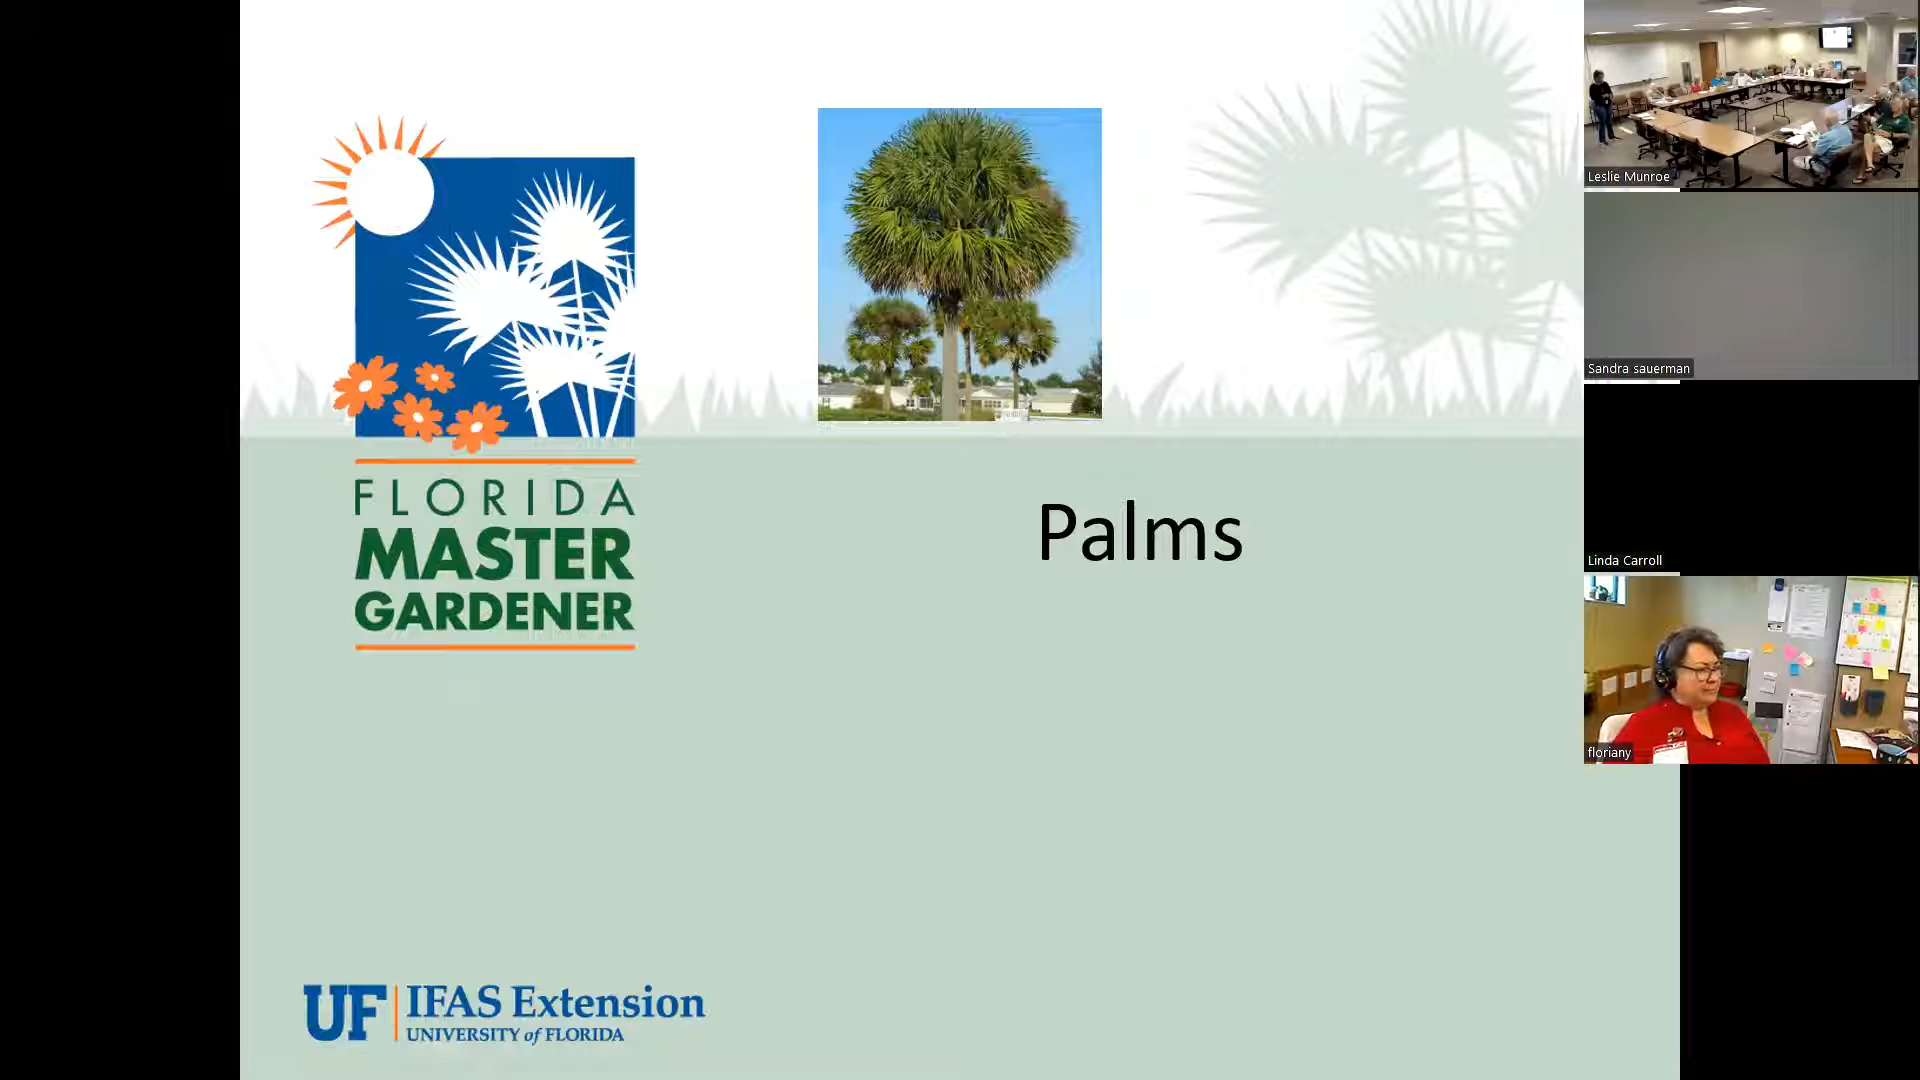 FLORIDA
MASTER
GARDENER
Palms
UF IFAS Extension
UNIVERSITY of FLORIDA
Leslie Munroe
Sandra sauerman
Linda Carroll
floriany